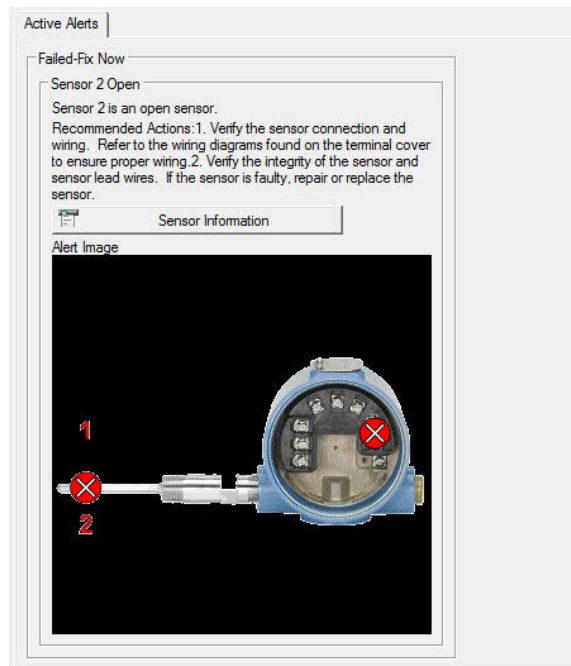 Active Alerts
Failed-Fix Now
Sensor 2 Open
Sensor 2 is an open sensor.
Recommended Actions:1. Verify the sensor connection and
wiring.  Refer to the wiring diagrams found on the terminal cover
to ensure proper wiring.2. Verify the integrity of the sensor and
sensor lead wires.  If the sensor is faulty, repair or replace the
sensor.
Sensor Information
Alert Image
1
2